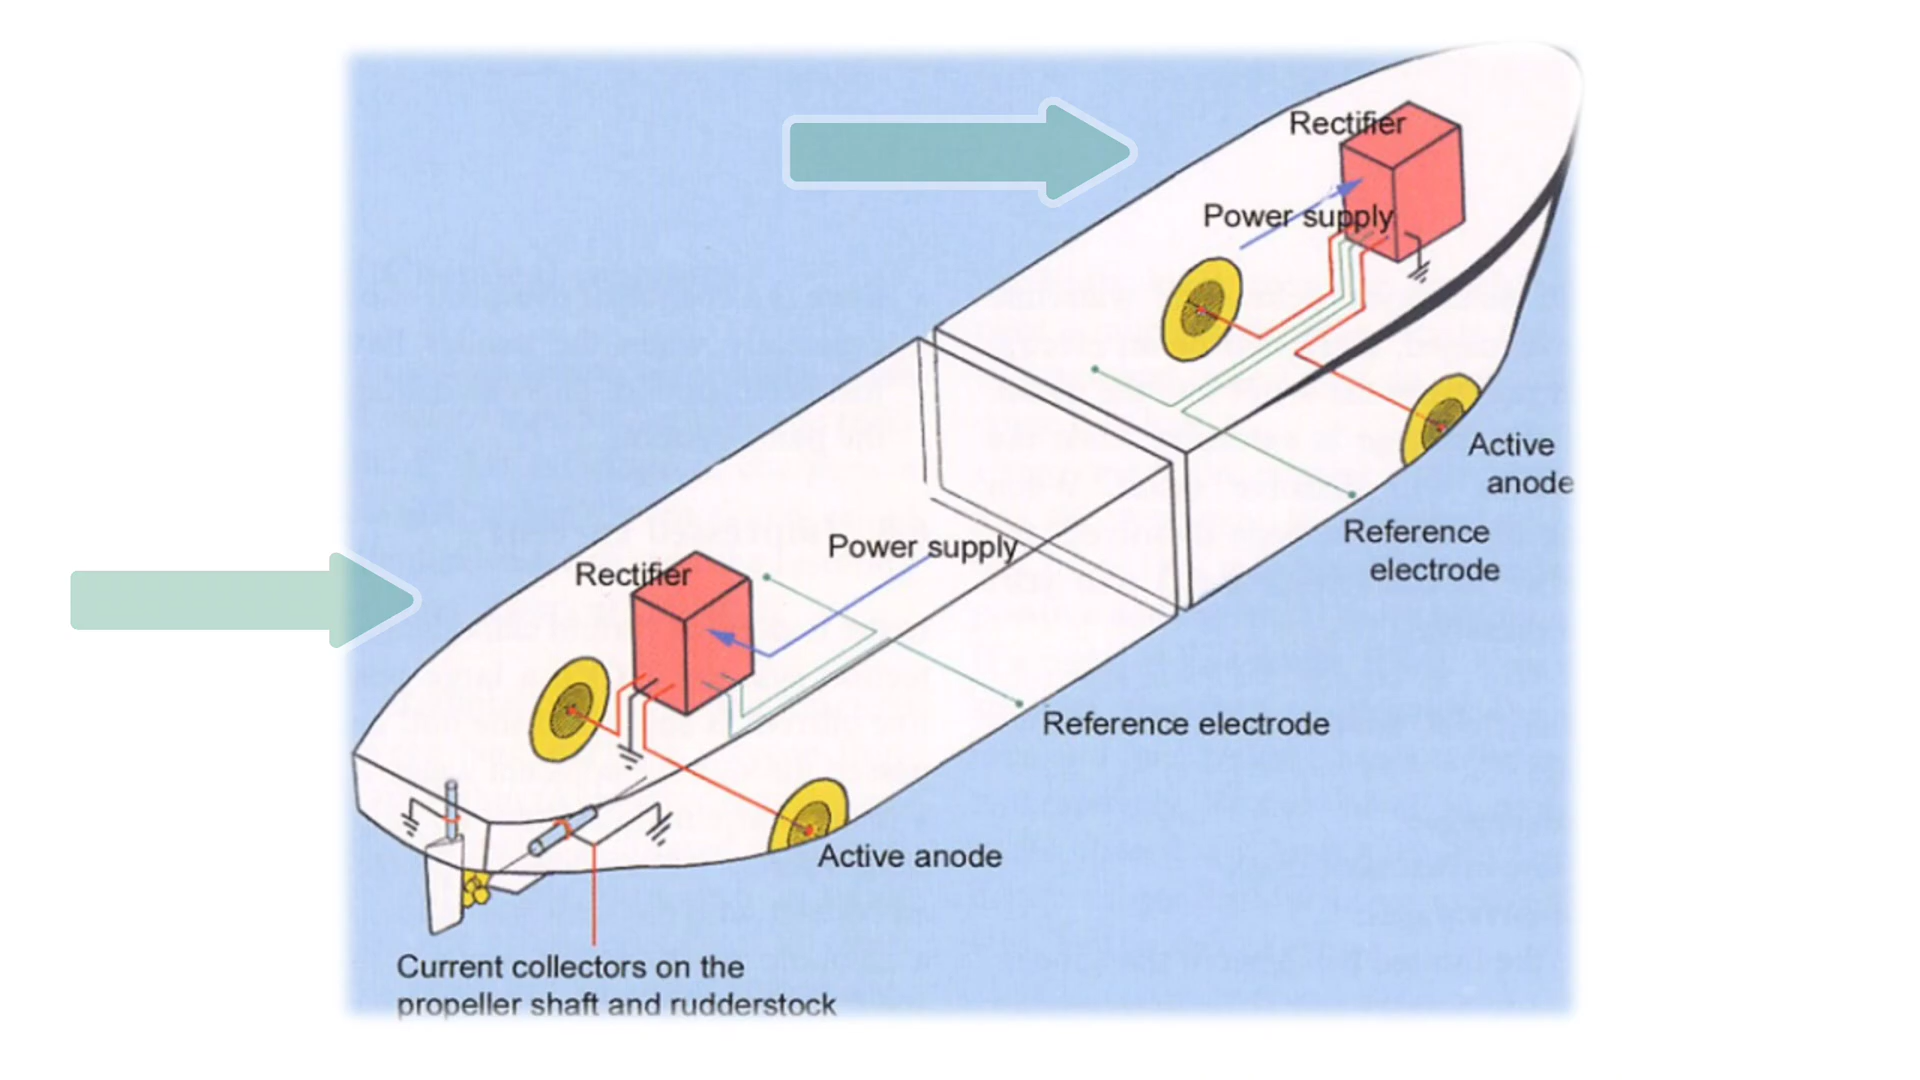 Rectifier
Power supply
Active
anode
Reference
electrode
Power supply
Rectifier
Reference electrode
Active anode
Current collectors on the
propeller shaft and rudderstock